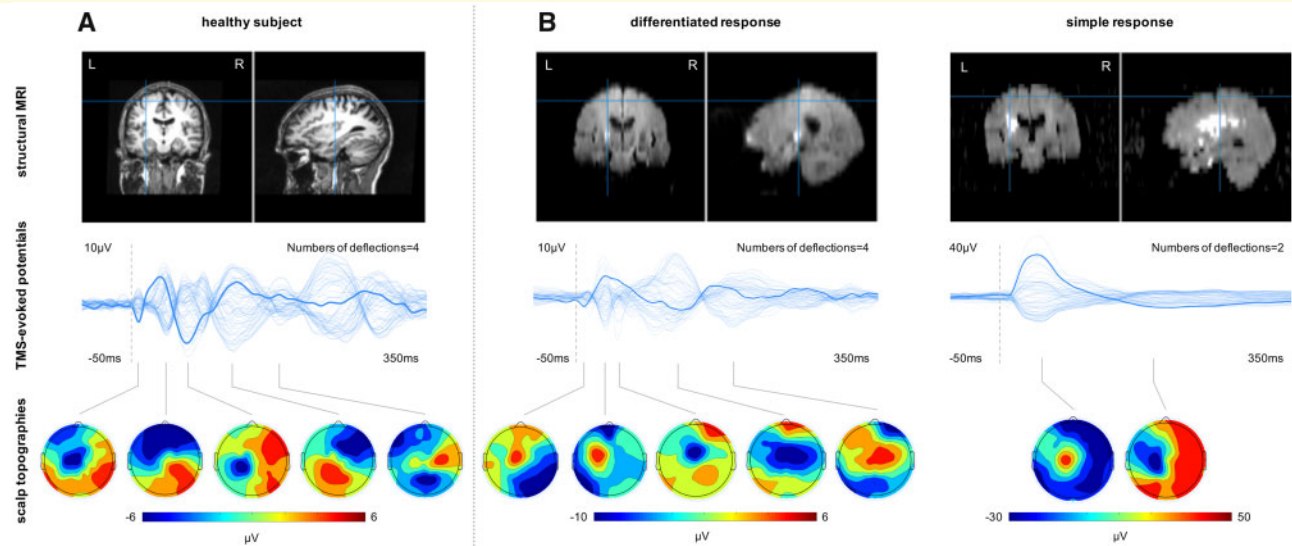 A
healthy subject
B
differentiated response
simple response
structural MRI
L
R
L
R
L
R
TMS-evoked potentials
10µV
Numbers of deflections=4
-50ms
350ms
10µV
Numbers of deflections=4
-50ms
350ms
40µV
Numbers of deflections=2
-50ms
350ms
scalp topographies
-6
6
µV
-10
6
µV
-30
50
µV